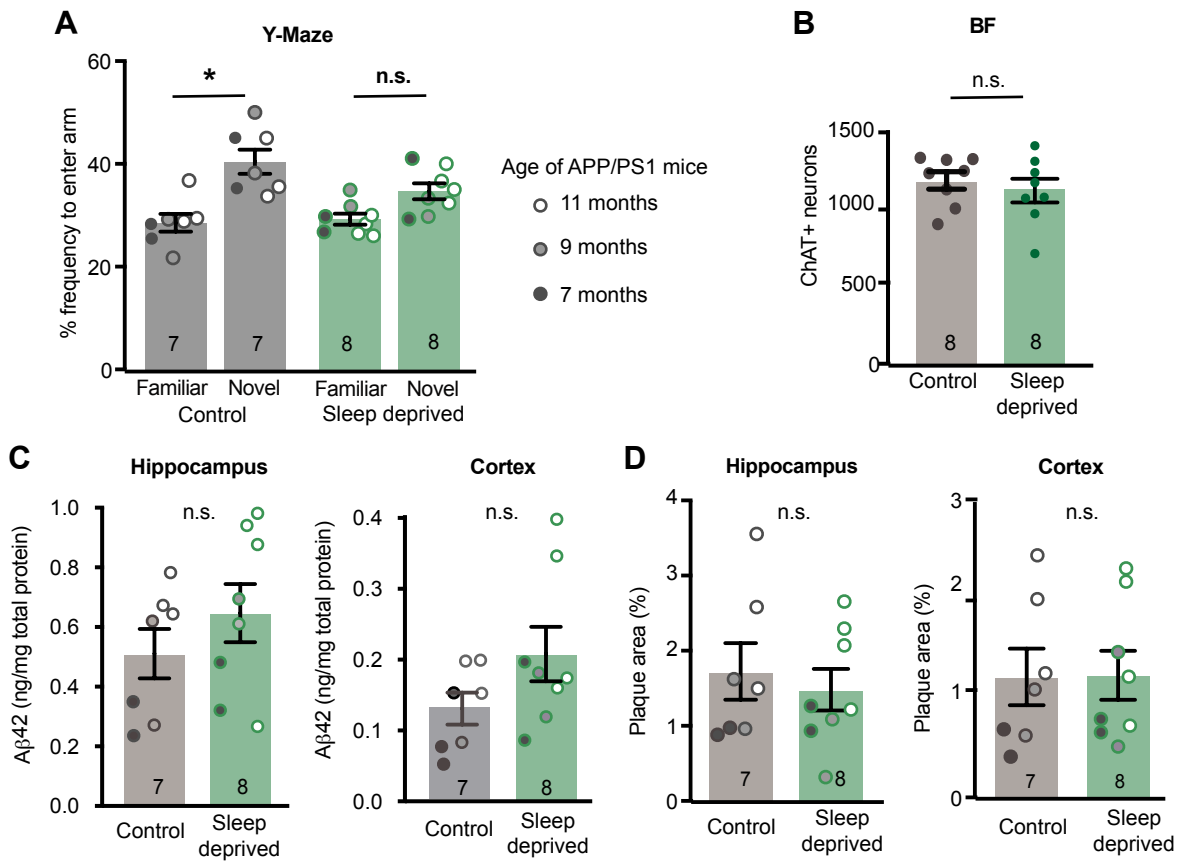 A
Y-Maze
% frequency to enter arm
60
40
20
0
*
n.s.
7
7
8
8
Familiar
Novel
Familiar
Novel
Control
Sleep deprived
Age of APP/PS1 mice
11 months
9 months
7 months
B
BF
n.s.
ChAT+ neurons
1500
1000
500
0
8
8
Control
Sleep
deprived
C
Hippocampus
n.s.
Aβ42 (ng/mg total protein)
1.0
0.8
0.6
0.4
0.2
0.0
7
8
Control
Sleep
deprived
Cortex
n.s.
Aβ42 (ng/mg total protein)
0.4
0.3
0.2
0.1
0.0
7
8
Control
Sleep
deprived
D
Hippocampus
n.s.
Plaque area (%)
4
3
2
1
0
7
8
Control
Sleep
deprived
Cortex
n.s.
Plaque area (%)
3
2
1
0
7
8
Control
Sleep
deprived